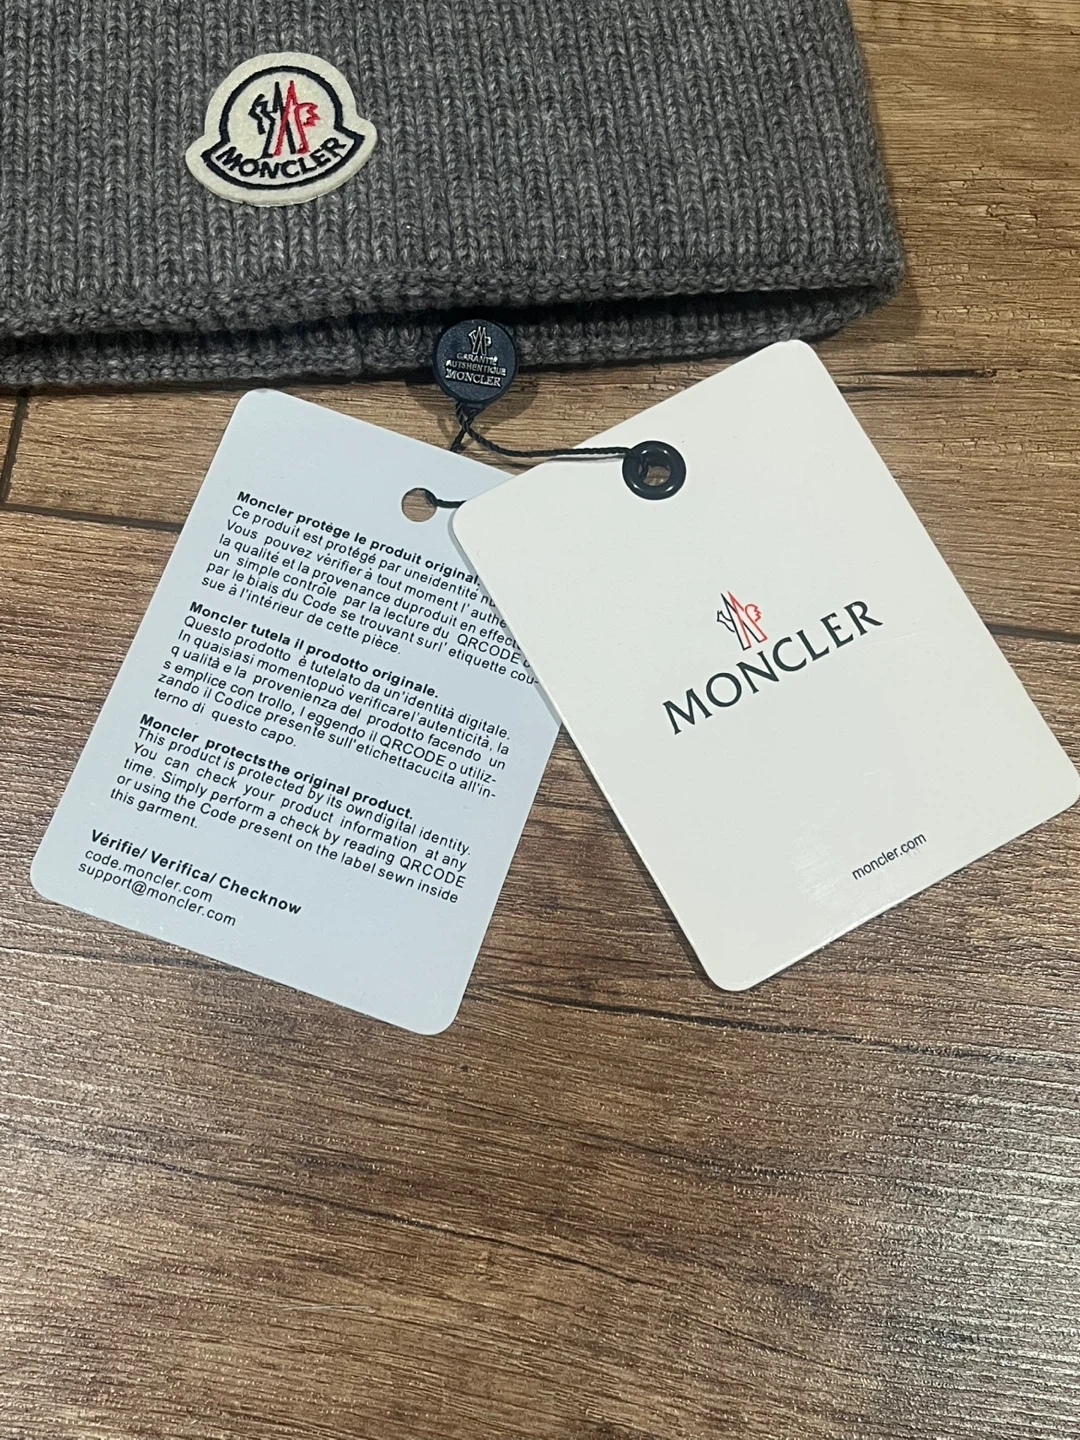 MONCLER
GARANTIE
AUTSHENTIQUE
MONCLER
Moncler protége le produit original.
Ce produit est protégé par uneidentité
Vous pouvez vérifier à tout moment l' authe
la qualité et la provenance duproduit en effect
un simple contrôle par la lecture du QRCODE
par le biais du Code se trouvant surl' etiquette cou-
sue à l'intérieur de cette pièce.
Moncler tutela il prodotto originale.
Questo prodotto è tutelato da un'identità digitale.
In quaisiasi momentopuò verificarel'autenticità, la
q ualità e la provenienza del prodotto facendo un
s emplice con trollo, l eggendo il QRCODE o utiliz-
zando il Codice presente sull'etichettacucita all'in-
terno di questo capo.
Moncler protectsthe original product.
This product is protected by its owndigital identity.
You can check your product information at any
time. Simply perform a check by reading QRCODE
or using the Code present on the label sewn inside
this garment.
Vérifie/ Verifica/ Checknow
code.moncler.com
support@moncler.com
MONCLER
moncler.com